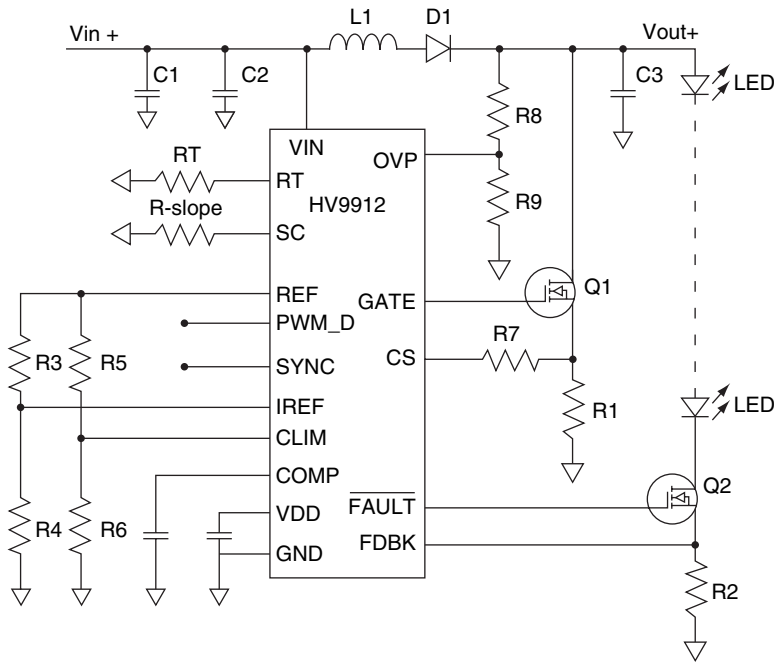 Vin +
L1
D1
Vout+
C1
C2
C3
LED
R8
VIN
OVP
RT
RT
HV9912
R9
R-slope
SC
REF
GATE
Q1
PWM_D
R3
R5
R7
CS
SYNC
R1
LED
IREF
CLIM
COMP
Q2
R4
R6
VDD
FAULT
GND
FDBK
R2